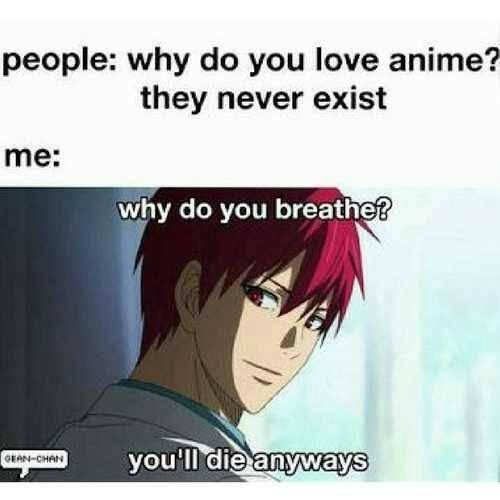 people: why do you love anime?
they never exist
me:
why do you breathe?
you'll die anyways
GEAN-CHAN